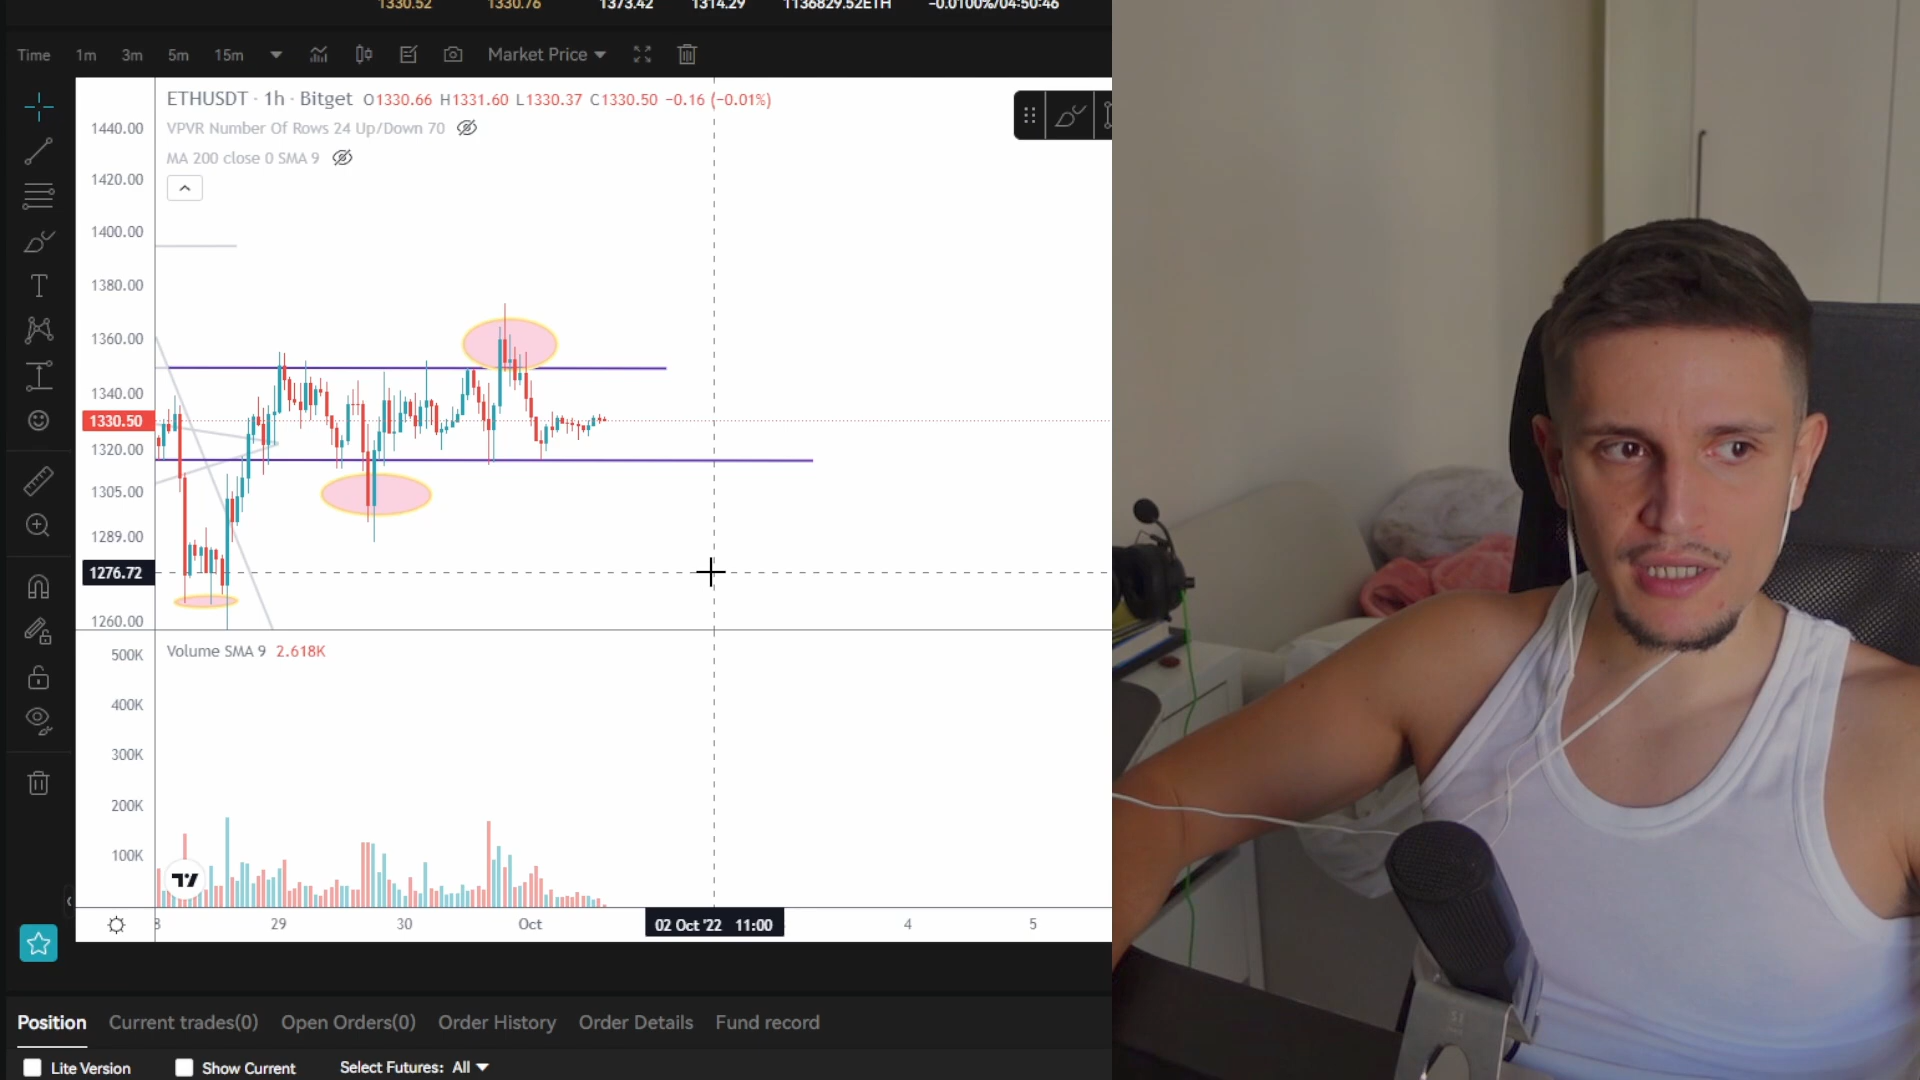 1330.52 1330.76 1373.42 1314.29 1136829.52ETH -0.0100%/04:50:46
Time 1m 3m 5m 15m Market Price
ETHUSDT · 1h · Bitget O1330.66 H1331.60 L1330.37 C1330.50 −0.16 (−0.01%)
VPVR Number Of Rows 24 Up/Down 70
MA 200 close 0 SMA 9
1440.00
1420.00
1400.00
1380.00
1360.00
1340.00
1330.50
1320.00
1305.00
1289.00
1276.72
1260.00
Volume SMA 9 2.618K
500K
400K
300K
200K
100K
8 29 30 Oct 02 Oct '22 11:00 4 5
Position Current trades(0) Open Orders(0) Order History Order Details Fund record
Lite Version Show Current Select Futures: All